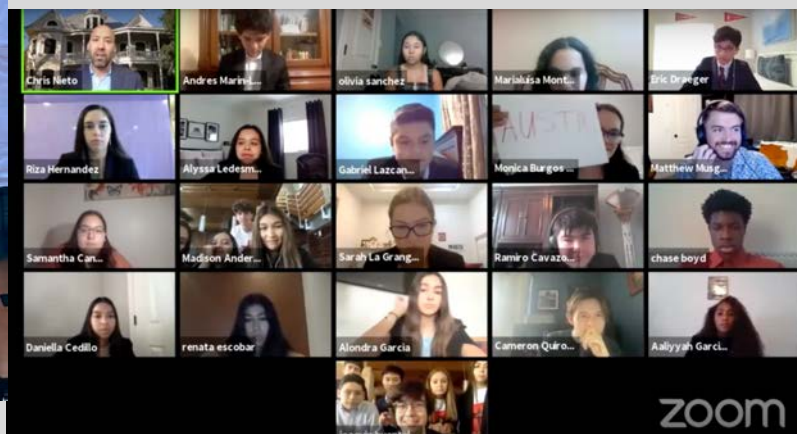 Chris Nieto
Andres Marin-L...
olivia sanchez
Marialuisa Mont...
Eric Draeger
Riza Hernandez
Alyssa Ledesm...
Gabriel Lazcan...
AUSTIN
Monica Burgos ...
Matthew Musg...
Samantha Can...
Madison Ander...
Sarah La Grang...
Ramiro Cavazo...
chase boyd
Daniella Cedillo
renata escobar
Alondra Garcia
Cameron Quiro...
Aaliyyah Garci...
zoom